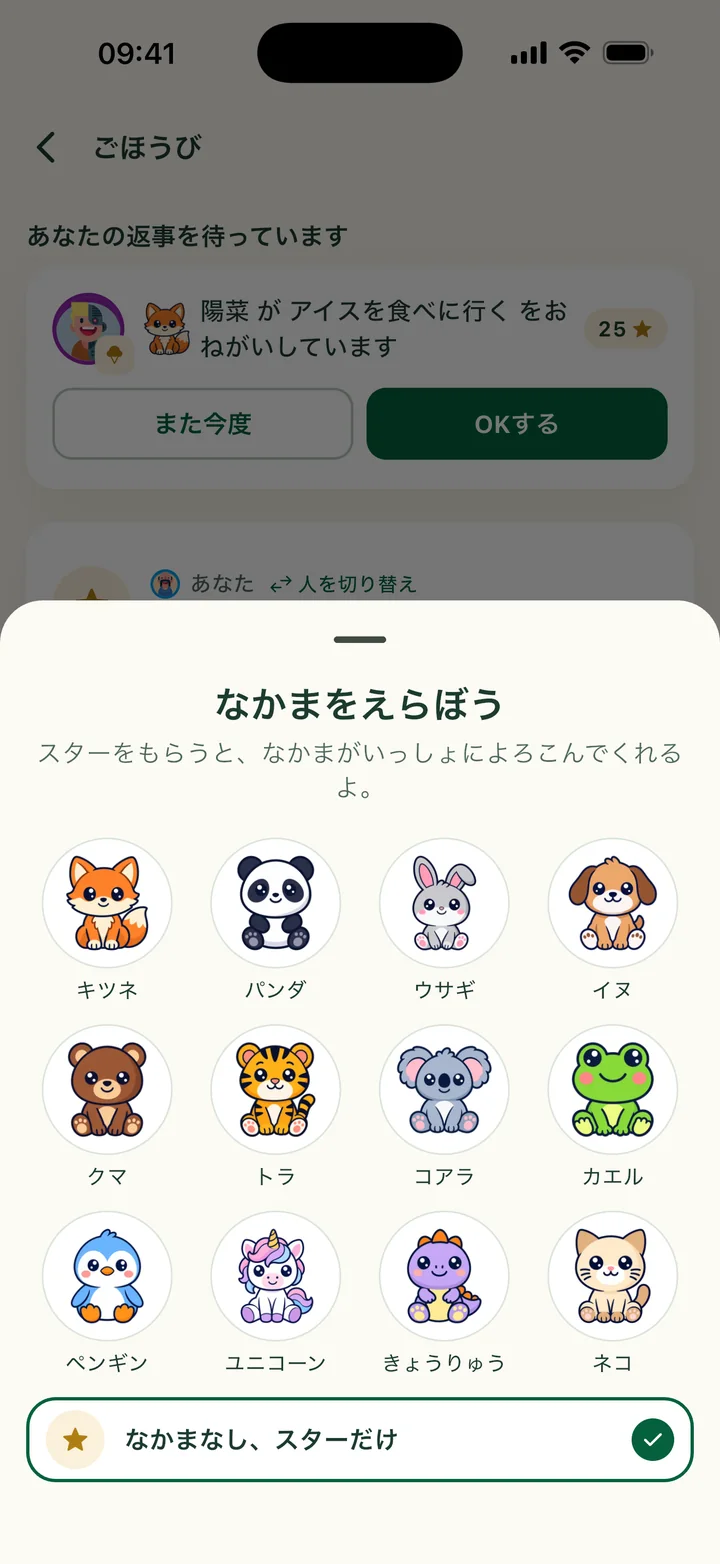 09:41
ごほうび
あなたの返事を待っています
陽菜 が アイスを食べに行く をお
ねがいしています
25
また今度
OKする
あなた
人を切り替え
なかまをえらぼう
スターをもらうと、なかまがいっしょによろこんでくれる
よ。
キツネ
パンダ
ウサギ
イヌ
クマ
トラ
コアラ
カエル
ペンギン
ユニコーン
きょうりゅう
ネコ
なかまなし、スターだけ